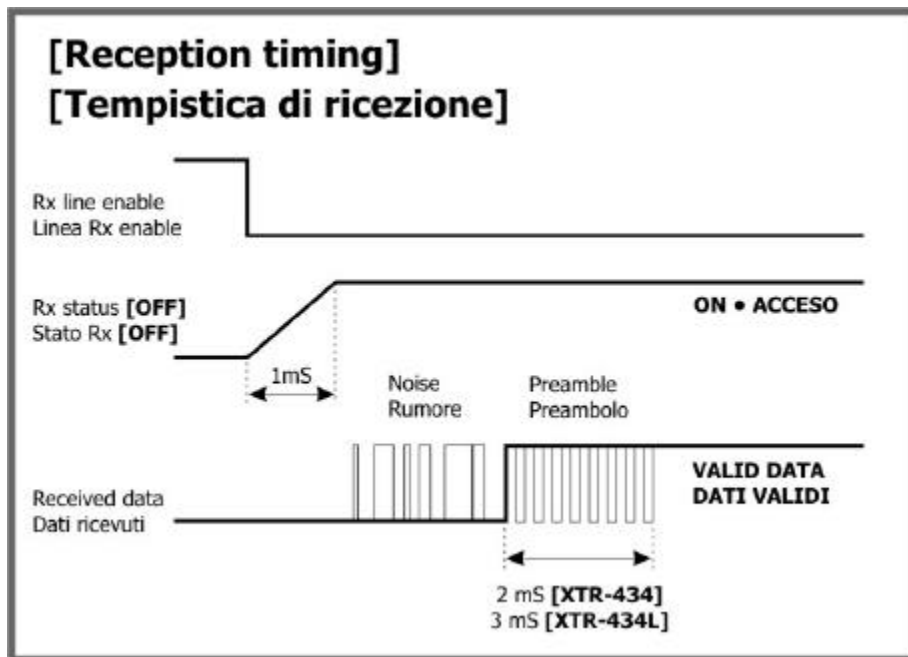 [Reception timing]
[Tempistica di ricezione]
Rx line enable
Linea Rx enable
Rx status [OFF]
Stato Rx [OFF]
ON • ACCESO
1mS
Noise
Rumore
Preamble
Preambolo
Received data
Dati ricevuti
VALID DATA
DATI VALIDI
2 mS [XTR-434]
3 mS [XTR-434L]